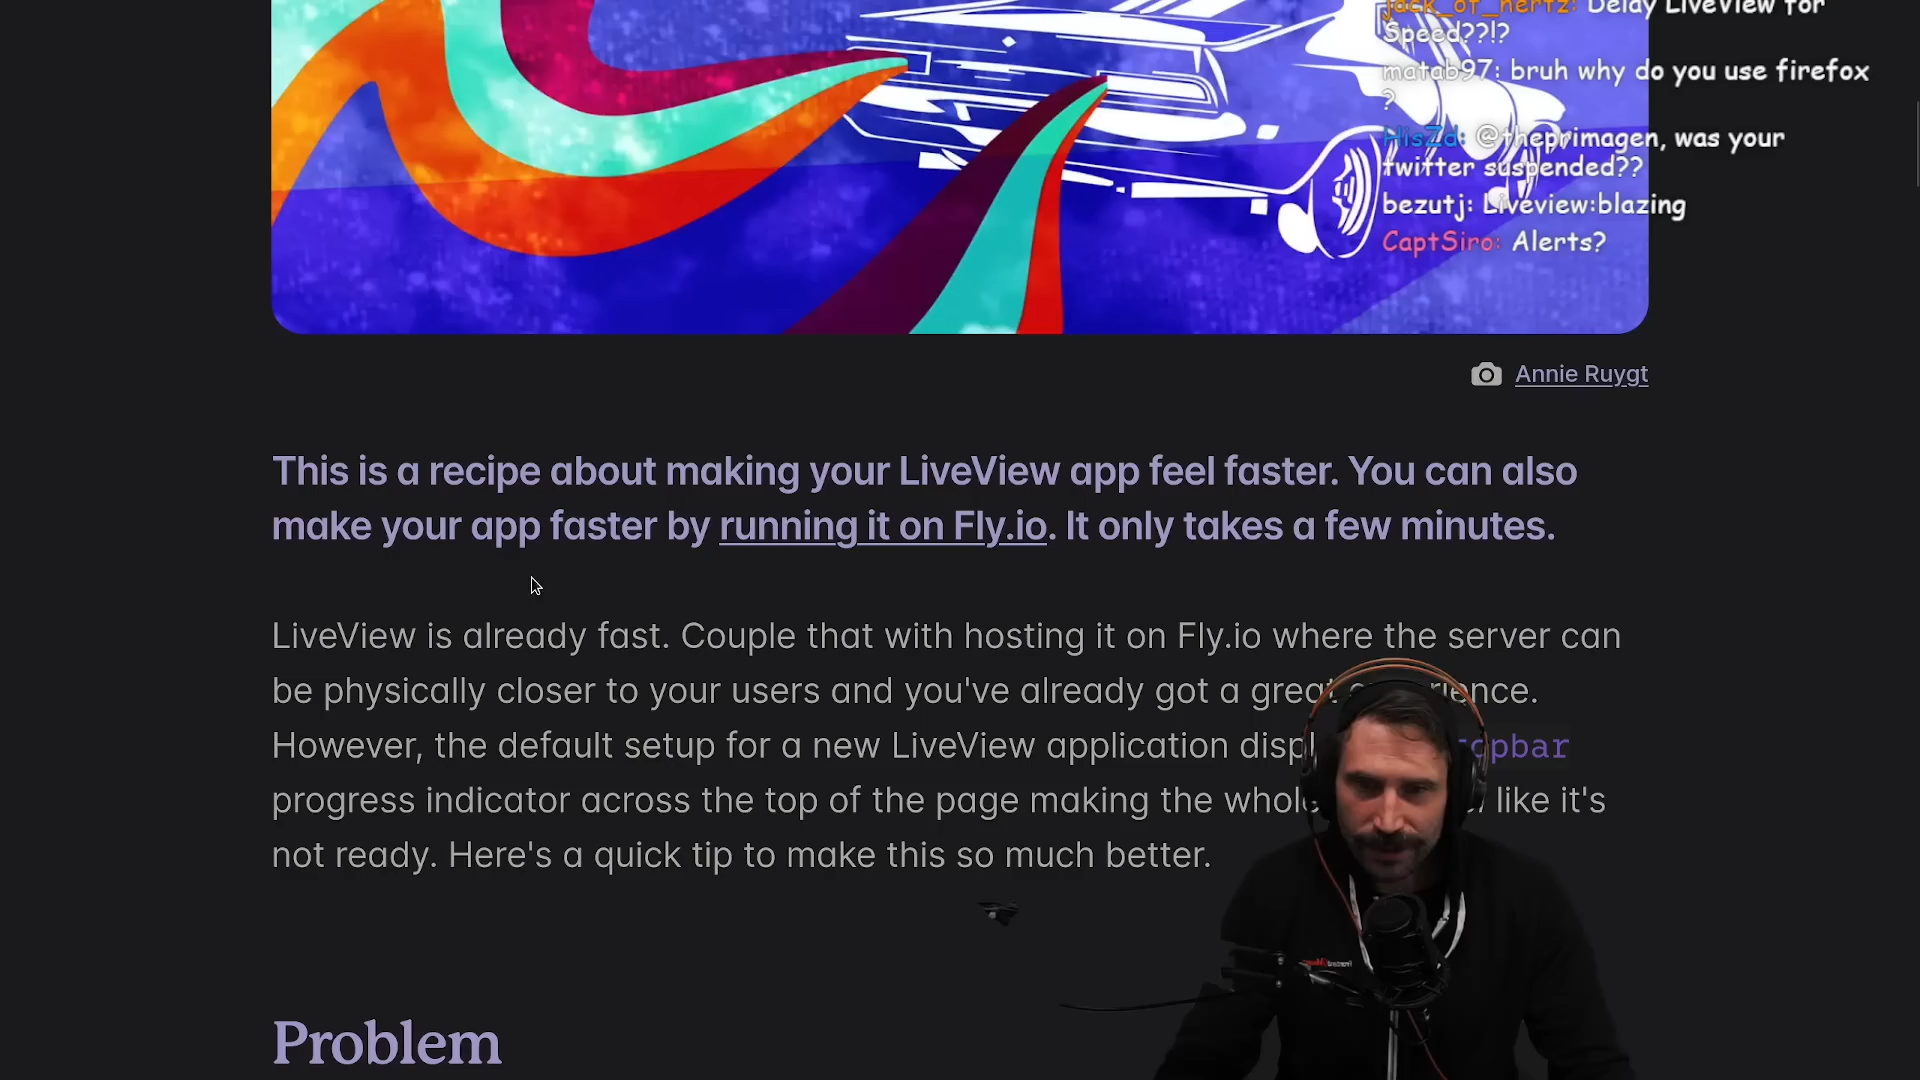 jack_of_hertz: Delay LiveView for
Speed??!?
matab97: bruh why do you use firefox
?
HisZd: @theprimagen, was your
twitter suspended??
bezutj: Liveview:blazing
CaptSiro: Alerts?
Annie Ruygt
This is a recipe about making your LiveView app feel faster. You can also
make your app faster by running it on Fly.io. It only takes a few minutes.
LiveView is already fast. Couple that with hosting it on Fly.io where the server can
be physically closer to your users and you've already got a great
However, the default setup for a new LiveView application
progress indicator across the top of the page making the whole like it's
not ready. Here's a quick tip to make this so much better.
Problem